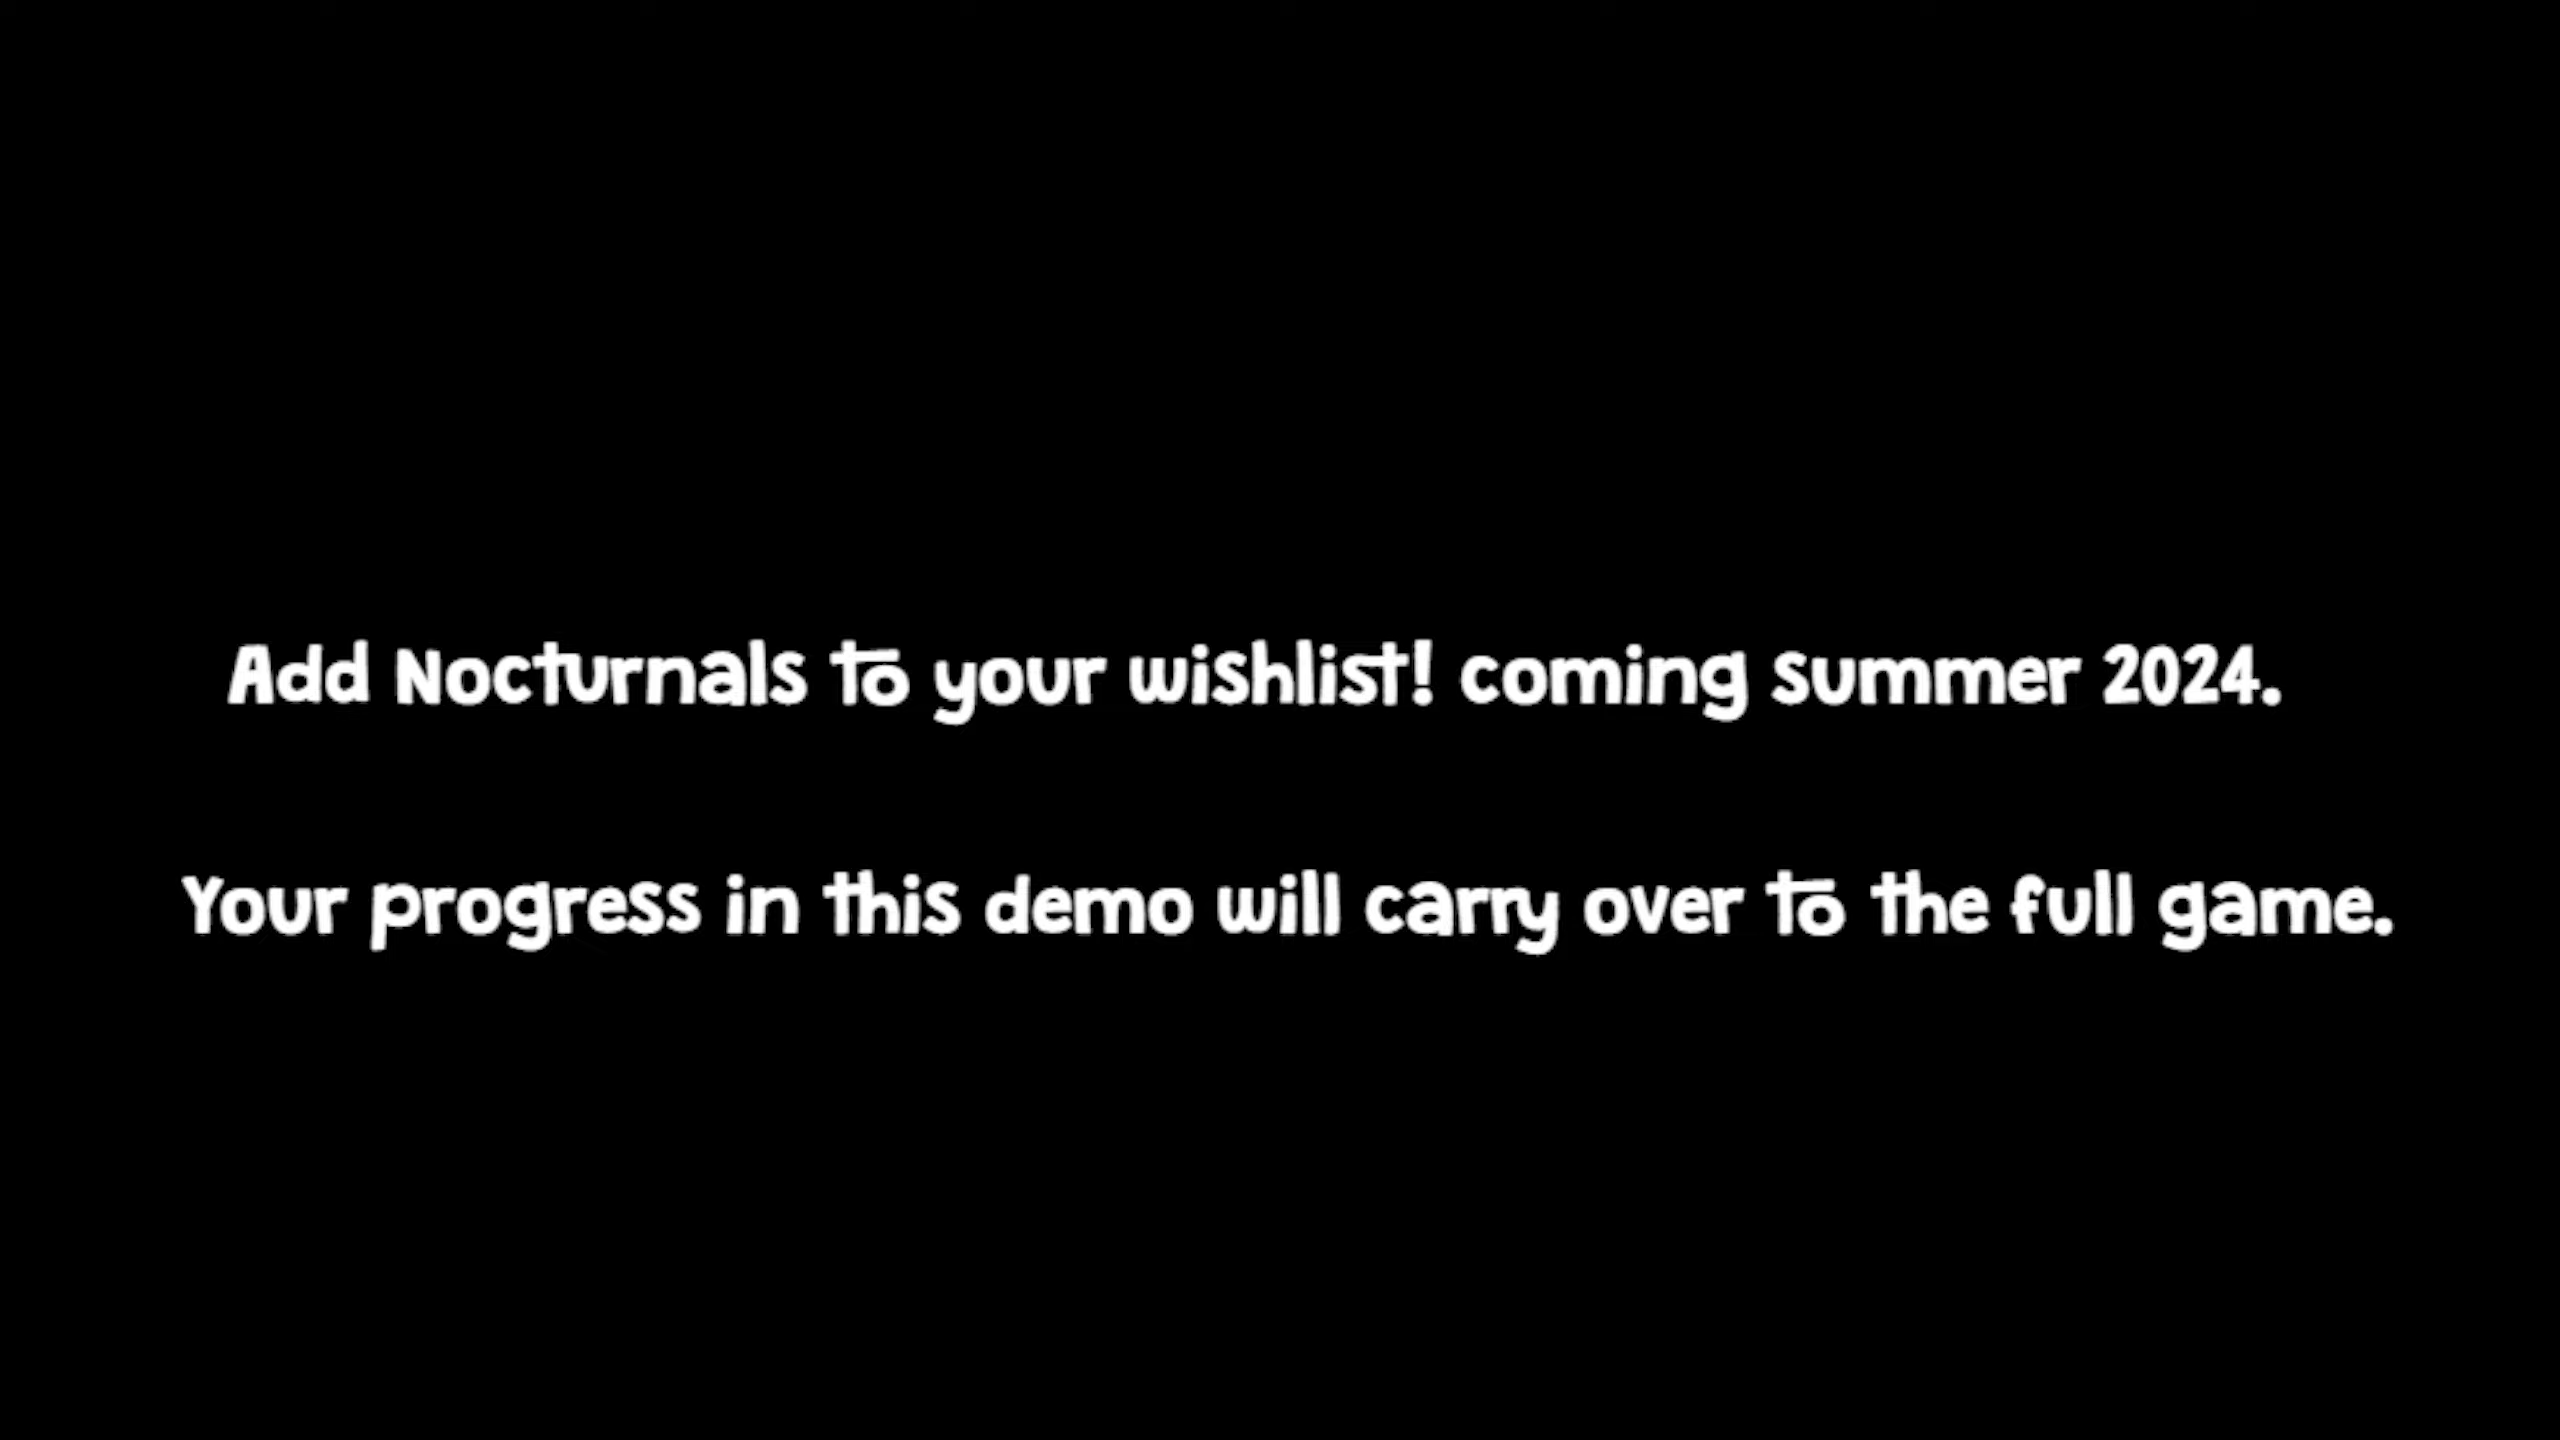 Add Nocturnals to your wishlist! coming Summer 2024.
Your progress in this demo will carry over to the full game.